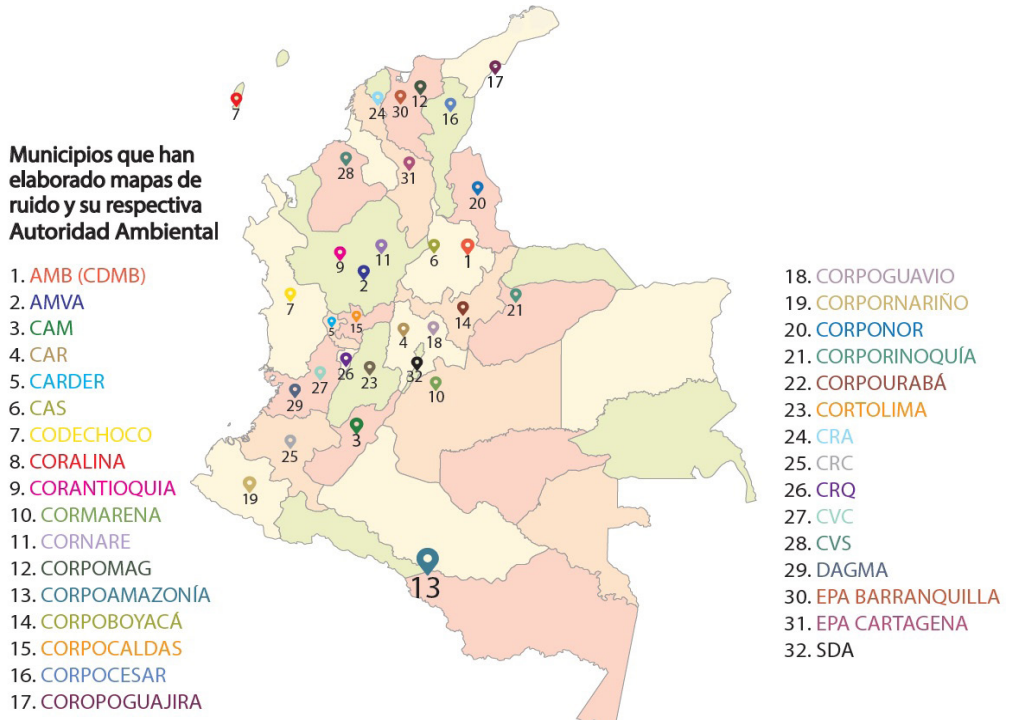 Municipios que han
elaborado mapas de
ruido y su respectiva
Autoridad Ambiental
1. AMB (CDMB)
2. AMVA
3. CAM
4. CAR
5. CARDER
6. CAS
7. CODECHOCO
8. CORALINA
9. CORANTIOQUIA
10. CORMARENA
11. CORNARE
12. CORPOMAG
13. CORPOAMAZONÍA
14. CORPOBOYACÁ
15. CORPOCALDAS
16. CORPOCESAR
17. COROPOGUAJIRA
18. CORPOGUAVIO
19. CORPORNARIÑO
20. CORPONOR
21. CORPORINOQUÍA
22. CORPOURABÁ
23. CORTOLIMA
24. CRA
25. CRC
26. CRQ
27. CVC
28. CVS
29. DAGMA
30. EPA BARRANQUILLA
31. EPA CARTAGENA
32. SDA
17
7
24
30
12
16
28
31
20
9
11
6
1
2
7
21
5
15
14
4
18
26
23
32
27
10
29
3
25
19
13